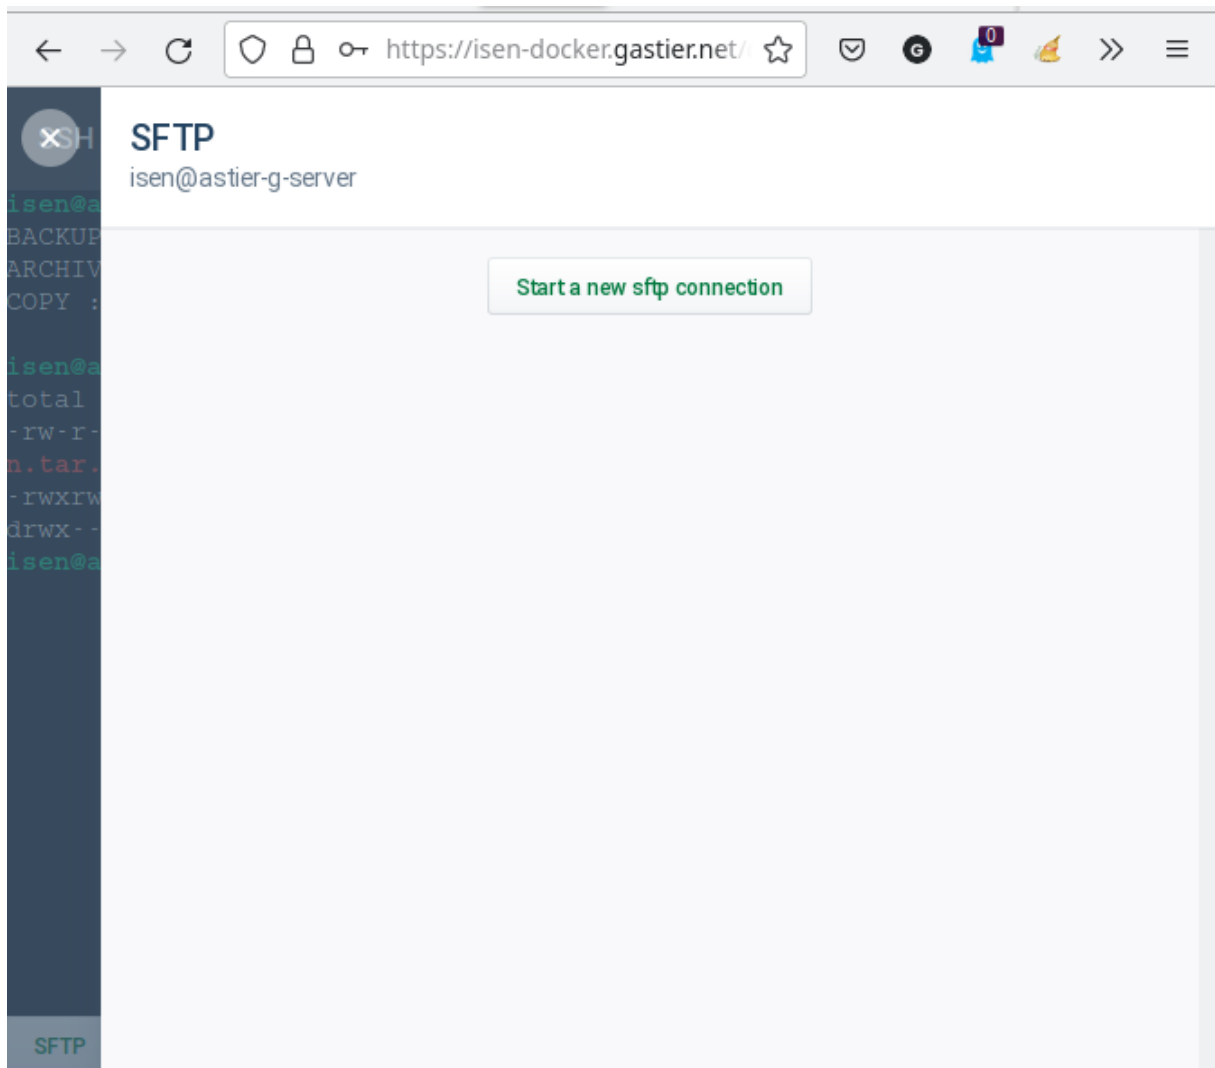 https://isen-docker.gastier.net/
0
SSH
SFTP
isen@astier-g-server
Start a new sftp connection
isen@a
BACKUP
ARCHIV
COPY :
isen@a
total
-rw-r-
n.tar.
-rwxrw
drwx--
isen@a
SFTP